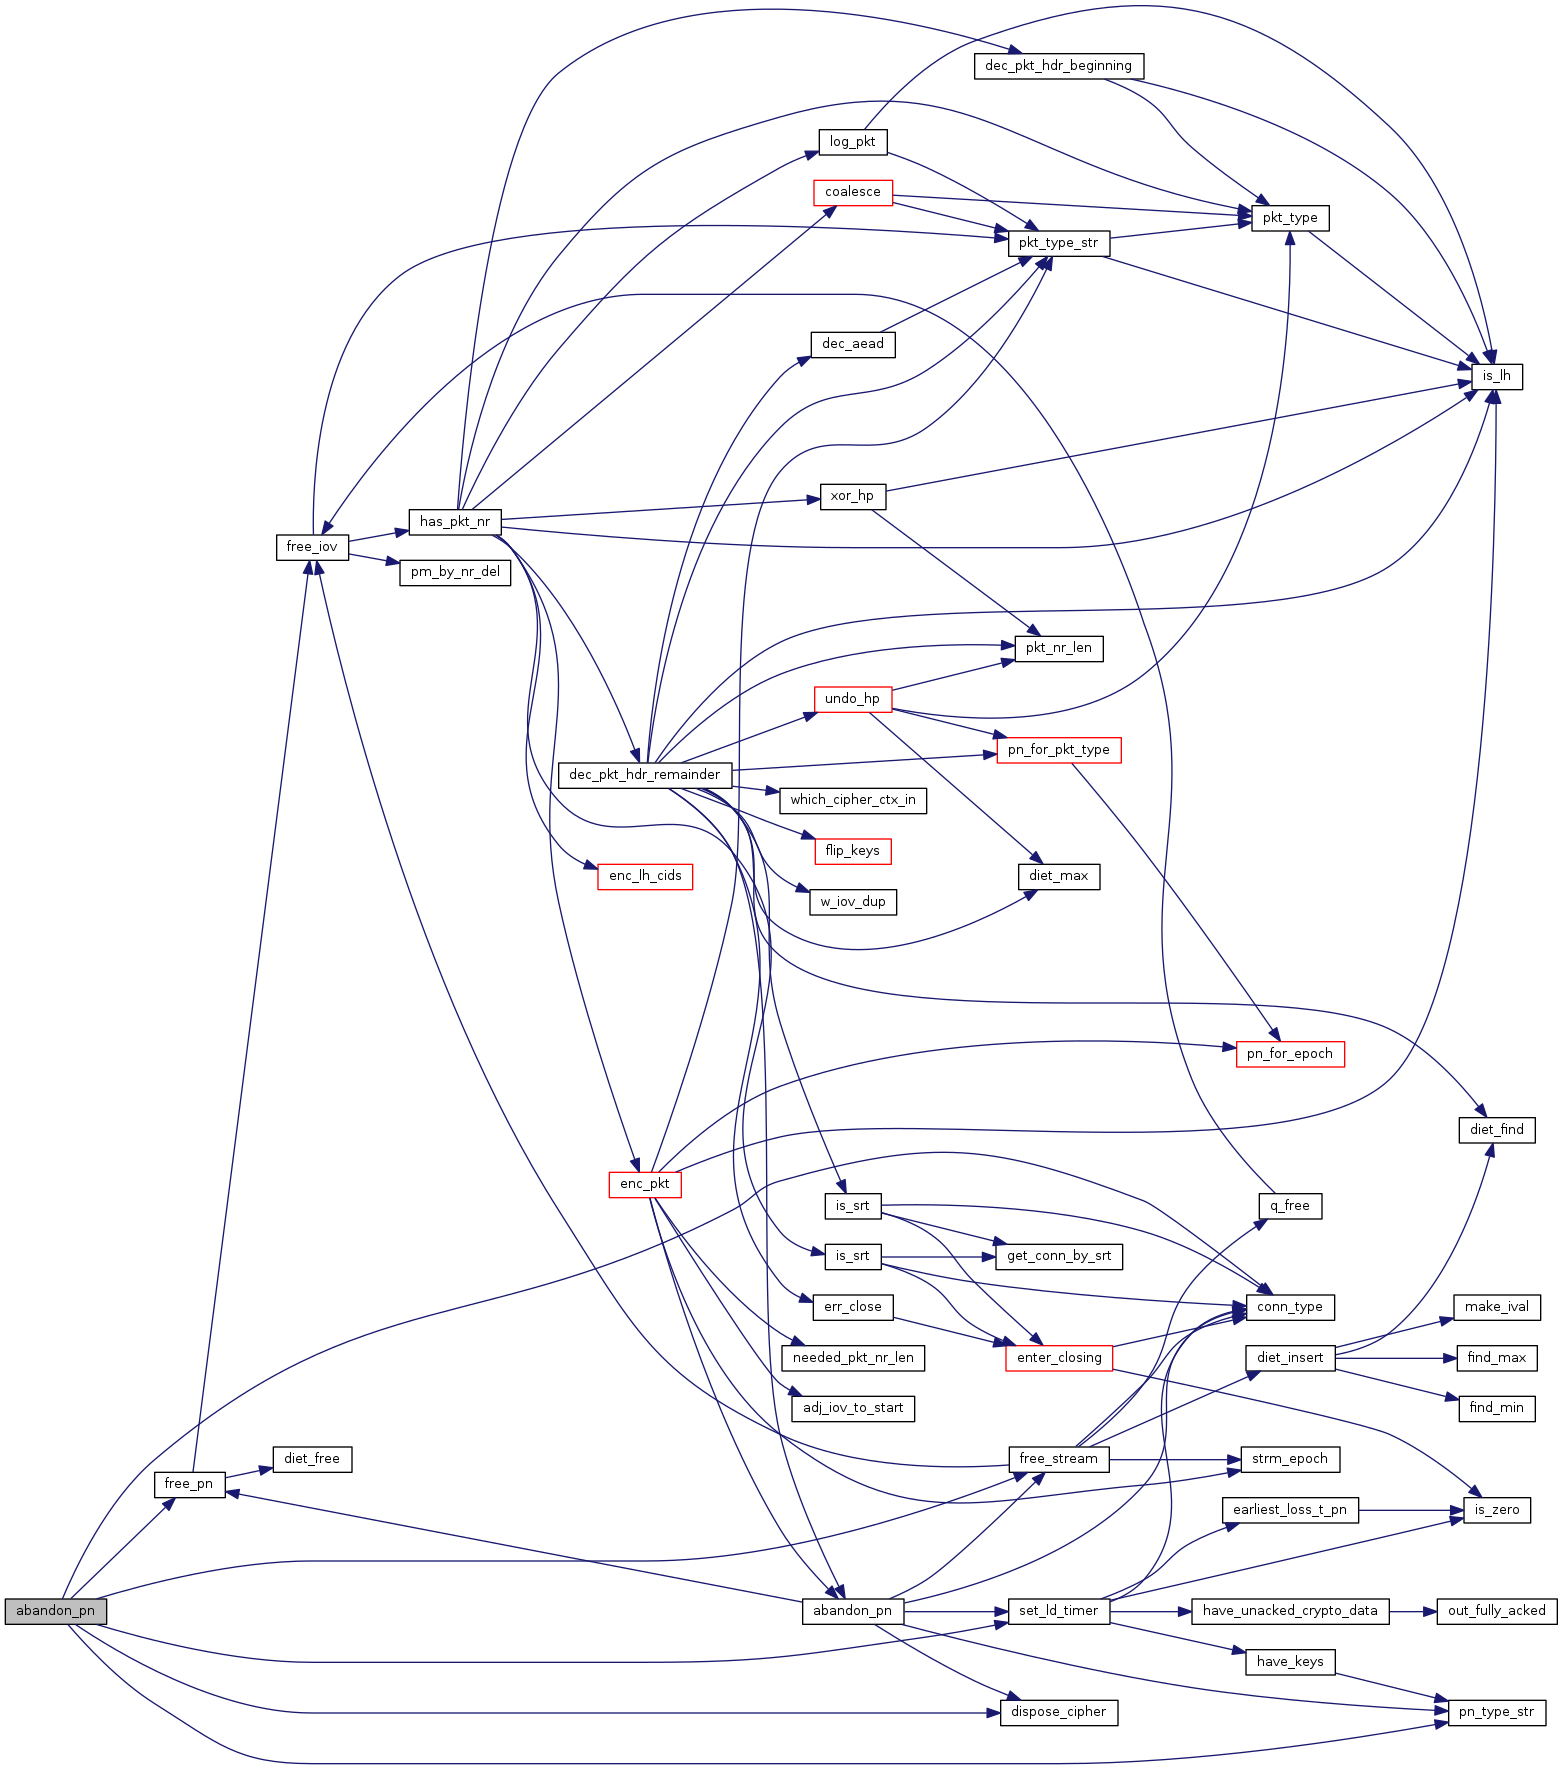 dec_pkt_hdr_beginning
log_pkt
coalesce
pkt_type
pkt_type_str
dec_aead
is_lh
xor_hp
has_pkt_nr
free_iov
pm_by_nr_del
pkt_nr_len
undo_hp
pn_for_pkt_type
dec_pkt_hdr_remainder
which_cipher_ctx_in
flip_keys
enc_lh_cids
diet_max
w_iov_dup
pn_for_epoch
diet_find
enc_pkt
is_srt
q_free
is_srt
get_conn_by_srt
err_close
conn_type
make_ival
needed_pkt_nr_len
enter_closing
diet_insert
find_max
adj_iov_to_start
find_min
diet_free
free_stream
strm_epoch
free_pn
earliest_loss_t_pn
is_zero
abandon_pn
abandon_pn
set_ld_timer
have_unacked_crypto_data
out_fully_acked
have_keys
dispose_cipher
pn_type_str